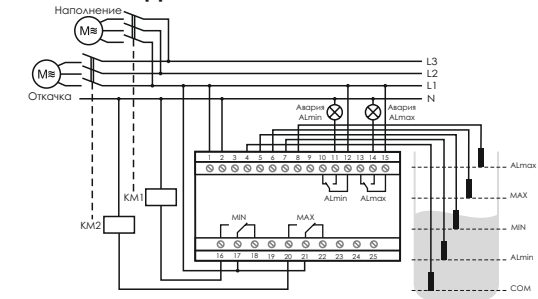 Наполнение
M≋
M≋
Откачка
L3
L2
L1
N
Авария
ALmin
Авария
ALmax
1 2 3 4 5 6 7 8 9 10 11 12 13 14 15
ALmin
ALmax
KM1
KM2
MIN
MAX
16 17 18 19 20 21 22 23 24 25
ALmax
MAX
MIN
ALmin
COM